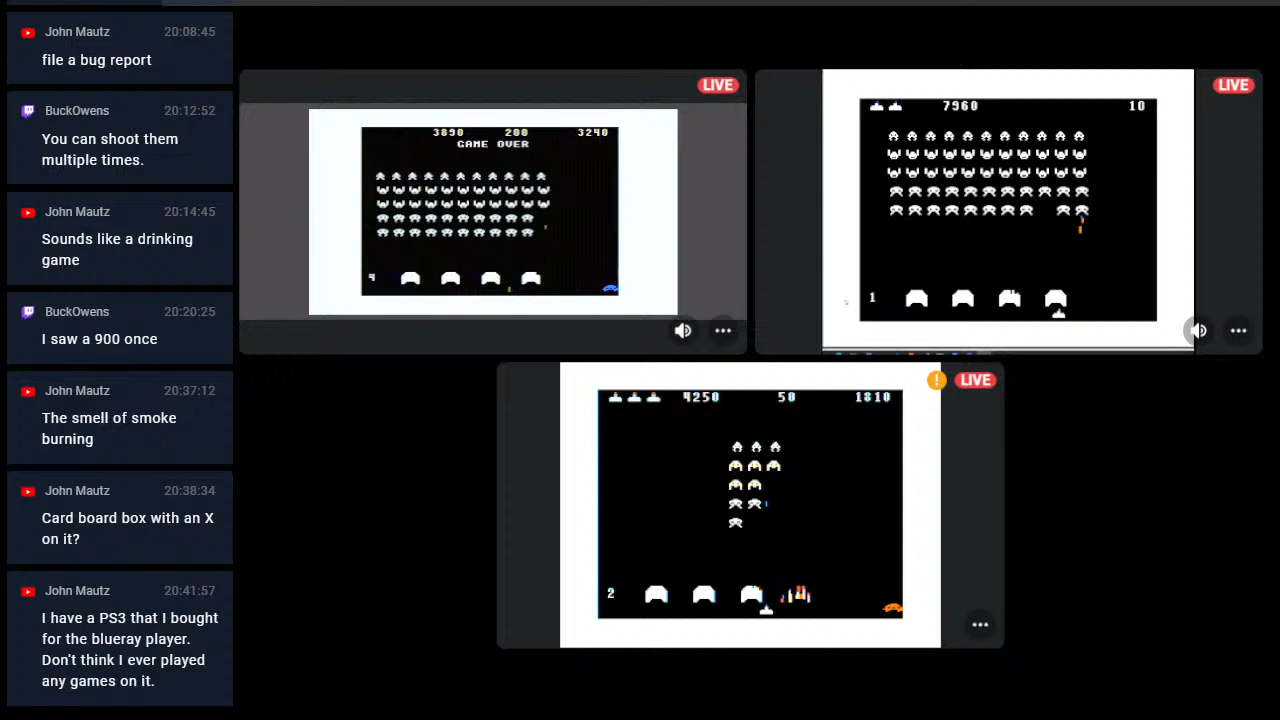 John Mautz 20:08:45
file a bug report
BuckOwens 20:12:52
You can shoot them
multiple times.
John Mautz 20:14:45
Sounds like a drinking
game
BuckOwens 20:20:25
I saw a 900 once
John Mautz 20:37:12
The smell of smoke
burning
John Mautz 20:38:34
Card board box with an X
on it?
John Mautz 20:41:57
I have a PS3 that I bought
for the blueray player.
Don't think I ever played
any games on it.
LIVE
3890 200 3240
GAME OVER
4
LIVE
7960 10
1
! LIVE
4250 50 1810
2